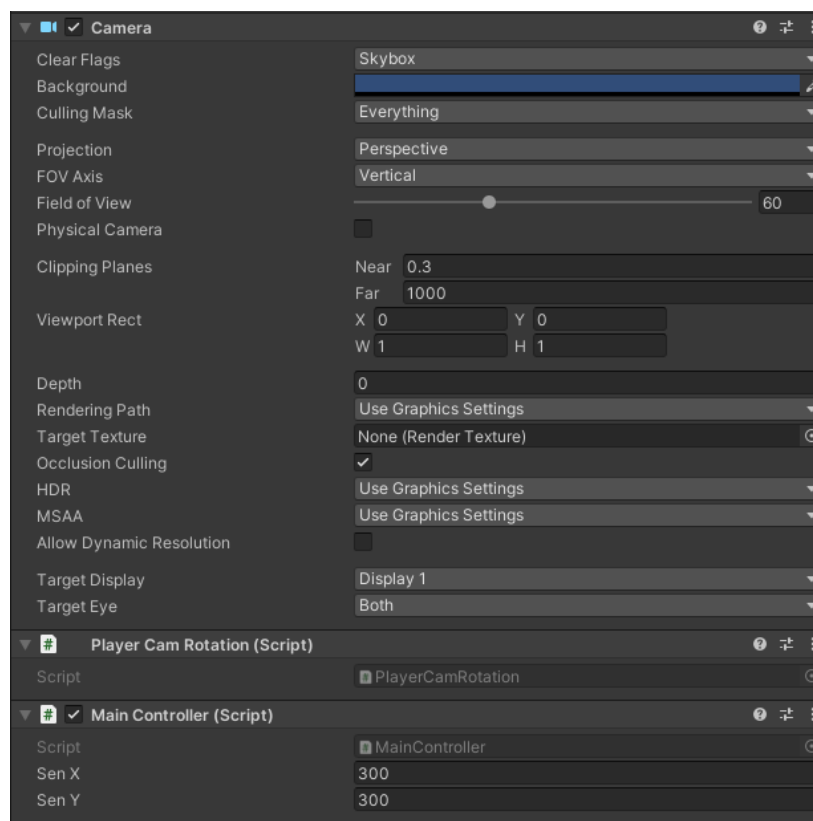 Camera
Clear Flags Skybox
Background
Culling Mask Everything
Projection Perspective
FOV Axis Vertical
Field of View 60
Physical Camera
Clipping Planes Near 0.3
Far 1000
Viewport Rect X 0 Y 0
W 1 H 1
Depth 0
Rendering Path Use Graphics Settings
Target Texture None (Render Texture)
Occlusion Culling
HDR Use Graphics Settings
MSAA Use Graphics Settings
Allow Dynamic Resolution
Target Display Display 1
Target Eye Both
# Player Cam Rotation (Script)
Script # PlayerCamRotation
# Main Controller (Script)
Script # MainController
Sen X 300
Sen Y 300